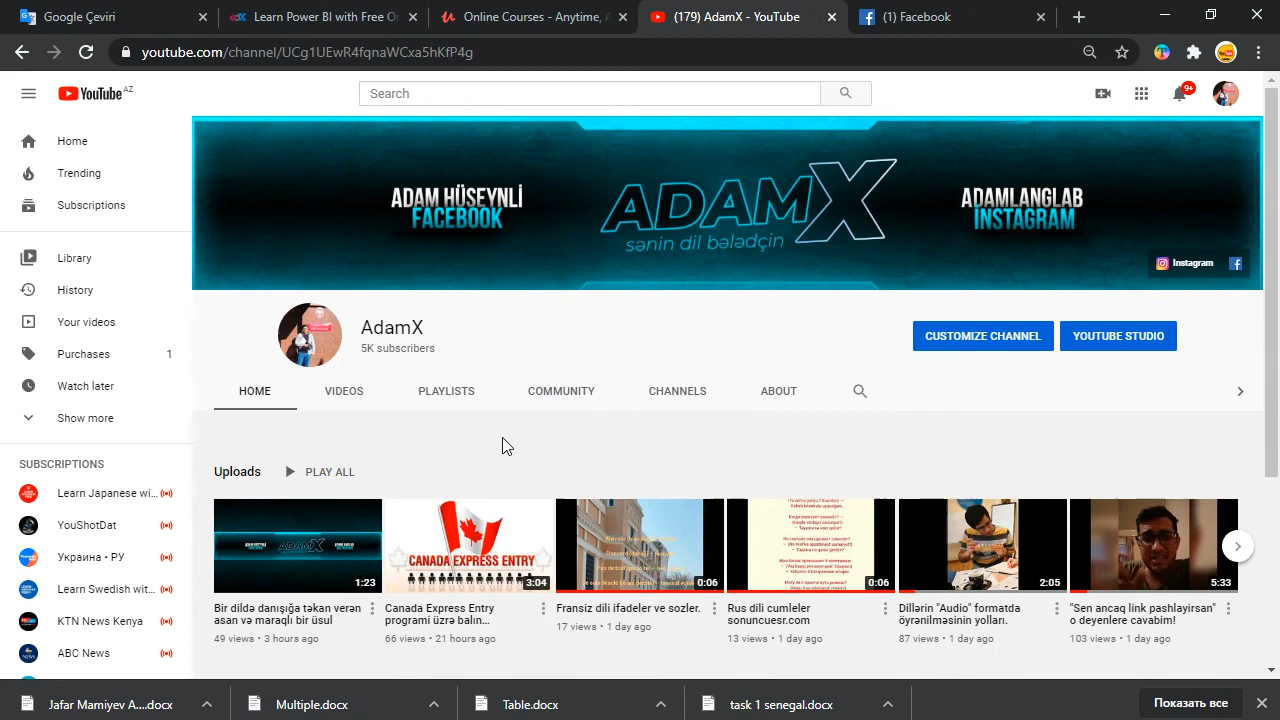 Google Çeviri
Learn Power BI with Free On
Online Courses - Anytime, A
(179) AdamX - YouTube
(1) Facebook
youtube.com/channel/UCg1UEwR4fqnaWCxa5hKfP4g
YouTube AZ
Search
9+
Home
Trending
Subscriptions
Library
History
Your videos
Purchases 1
Watch later
Show more
SUBSCRIPTIONS
Learn Japanese wi...
YouShotbat
Украина 24
Learn Swedish wit...
KTN News Kenya
ABC News
ADAM HÜSEYNLİ
FACEBOOK
ADAMX
sənin dil bələdçin
ADAMLANGLAB
INSTAGRAM
Instagram
AdamX
5K subscribers
CUSTOMIZE CHANNEL
YOUTUBE STUDIO
HOME VIDEOS PLAYLISTS COMMUNITY CHANNELS ABOUT
Uploads PLAY ALL
1:23
CANADA EXPRESS ENTRY
3:04
0:06
0:06
2:05
5:33
Bir dildə danışığa təkan verən
asan və maraqlı bir üsul
49 views • 3 hours ago
Canada Express Entry
programi üzrə balın...
66 views • 21 hours ago
Fransiz dili ifadeler ve sozler.
17 views • 1 day ago
Rus dili cumleler
sonuncuesr.com
13 views • 1 day ago
Dillərin "Audio" formatda
öyrənilməsinin yolları.
87 views • 1 day ago
"Sen ancaq link pashlayirsan"
o deyenlere cavabim!
103 views • 1 day ago
Jafar Mamiyev A....docx
Multiple.docx
Table.docx
task 1 senegal.docx
Показать все